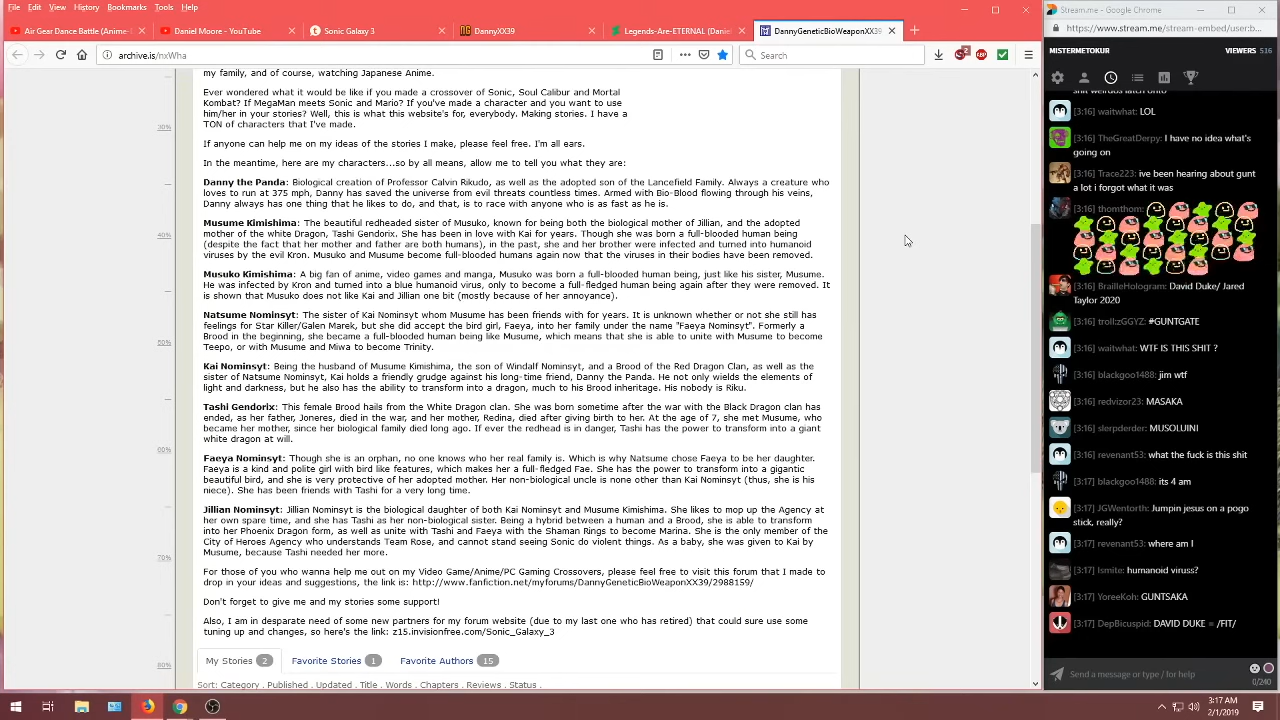 File Edit View History Bookmarks Tools Help
Air Gear Dance Battle (Anime-
Daniel Moore - YouTube
Sonic Galaxy 3
DannyXX39
Legends-Are-ETERNAL (Daniel
DannyGeneticBioWeaponXX39
archive.is/nxWha
Search
my family, and of course, watching Japanese Anime.
Ever wondered what it would be like if you made a crossover of Sonic, Soul Calibur and Mortal
Kombat? If MegaMan meets Sonic and Mario? If you've made a character and you want to use
him/her in your stories? Well, this is what this website's for, everybody. Making stories. I have a
TON of characters that I've made.
If anyone can help me on my idea of the stories I make, please feel free. I'm all ears.
In the meantime, here are my characters...so by all means, allow me to tell you what they are:
Danny the Panda: Biological creation of Professor Calvin Rikudo, as well as the adopted son of the Lancefield Family. Always a creature who
loves to run at 375 mph, Danny has saved the universe from evil threats countless times. Armed with Bio-Blood flowing through his veins,
Danny always has one thing that he likes to do, and that, is to race with anyone who is as fast as he is.
Musume Kimishima: The beautiful redheaded sister of Musuko, known for being both the biological mother of Jillian, and the adopted
mother of the white Dragon, Tashi Gendorix. She has been in love with Kai for years. Though she was born a full-blooded human being
(despite the fact that her mother and father are both humans), in the past, she and her brother were infected and turned into humanoid
viruses by the evil Kron. Musuko and Musume become full-blooded humans again now that the viruses in their bodies have been removed.
Musuko Kimishima: A big fan of anime, video games and manga, Musuko was born a full-blooded human being, just like his sister, Musume.
He was infected by Kron and turned into a blue humanoid virus, only to become a full-fledged human being again after they were removed. It
is shown that Musuko does not like Kai and Jillian one bit (mostly because of her annoyance).
Natsume Nominsyt: The sister of Kai Nominsyt whom Musume has been friends with for years. It is unknown whether or not she still has
feelings for Star Killer/Galen Marek, but she did adopt the bird girl, Faeya, into her family under the name "Faeya Nominsyt". Formerly a
Brood in the beginning, she became a full-blooded human being like Musume, which means that she is able to unite with Musume to become
Teepo, or with Musume and Miwa to become Trinity.
Kai Nominsyt: Being the husband of Musume Kimishima, the son of Windalf Nominsyt, and a Brood of the Red Dragon Clan, as well as the
sister of Natsume Nominsyt, Kai holds a friendly grudge against his long-time friend, Danny the Panda. He not only wields the elements of
light and darkness, but he also has the ability to transform into a dragon, much to his Brood inheritance. His nobody is Riku.
Tashi Gendorix: This female Brood hails from the White Dragon clan. She was born sometime after the war with the Black Dragon clan has
ended, as her father, Jonares, died in the war, and her mother, Redina, died after giving birth to her. At the age of 7, she met Musume, who
became her mother, since her biological family died long ago. If ever the redhead is in danger, Tashi has the power to transform into a giant
white dragon at will.
Faeya Nominsyt: Though she is an orphan, no one knows who her real family is. Which is why Natsume chose Faeya to be her daughter.
Faeya is a kind and polite girl with bird like features, which makes her a full-fledged Fae. She has the power to transform into a gigantic
beautiful bird, and she is very protective of her adopted mother. Her non-biological uncle is none other than Kai Nominsyt (thus, she is his
niece). She has been friends with Tashi for a very long time.
Jillian Nominsyt: Jillian Nominsyt is the biological daughter of both Kai Nominsyt and Musume Kimishima. She likes to mop up the Agency at
her own spare time, and she has Tashi as her non-biological sister. Being a hybrid between a human and a Brood, she is able to transform
into her Phoenix Dragon form, as well as unite with Tashi and Faeya with the Shaman Rings to become Marina. She is the only member of the
City of Heroes Agency who understands Team Rose, and cannot stand seeing Sonic do violent things. As a baby, she was given to Kai by
Musume, because Tashi needed her more.
For those of you who wanna help me out on my Video Game/Anime/PC Gaming Crossovers, please feel free to visit this forum that I made to
drop in your ideas and suggestions, the link is: http://www.fanfiction.net/myforums/DannyGeneticBioWeaponXX39/2988159/
Don't forget to give me and my stories some support!
Also, I am in desperate need of some new partners for my forum website (due to my last one who has retired) that could sure use some
tuning up and changes, so here's the link: z15.invisionfree.com/Sonic_Galaxy_3
My Stories 2 Favorite Stories 1 Favorite Authors 15
Sort: Category . Published . Updated . Title . Words . Chapters . Reviews . Status .
30%
40%
50%
60%
70%
80%
Stream.me - Google Chrome
https://www.stream.me/stream-embed/user:b...
MISTERMETOKUR
VIEWERS 516
shit weirdos latch onto
[3:16] waitwhat: LOL
[3:16] TheGreatDerpy: I have no idea what's
going on
[3:16] Trace223: ive been hearing about gunt
a lot i forgot what it was
[3:16] thomthom:
[3:16] BrailleHologram: David Duke/ Jared
Taylor 2020
[3:16] troll:zGGYZ: #GUNTGATE
[3:16] waitwhat: WTF IS THIS SHIT ?
[3:16] blackgoo1488: jim wtf
[3:16] redvizor23: MASAKA
[3:16] slerpderder: MUSOLUINI
[3:16] revenant53: what the fuck is this shit
[3:17] blackgoo1488: its 4 am
[3:17] JGWentorth: Jumpin jesus on a pogo
stick, really?
[3:17] revenant53: where am I
[3:17] Ismite: humanoid viruss?
[3:17] YoreeKoh: GUNTSAKA
[3:17] DepBicuspid: DAVID DUKE = /FIT/
Send a message or type / for help
0/240
3:17 AM
2/1/2019